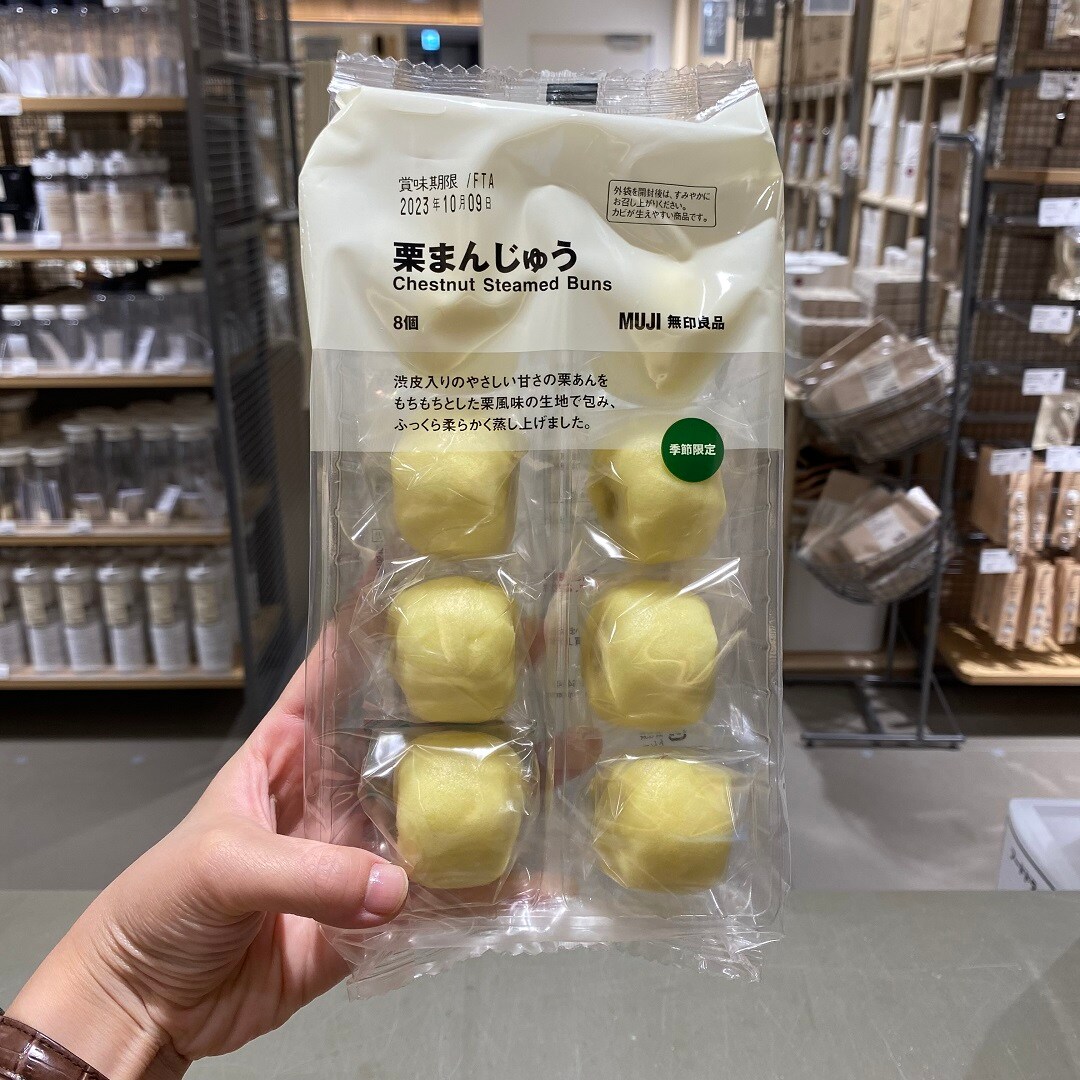 賞味期限 /FTA
2023年10月09日
外袋を開封後は、すみやかに
お召し上がりください。
カビが生えやすい商品です。
栗まんじゅう
Chestnut Steamed Buns
8個
MUJI 無印良品
渋皮入りのやさしい甘さの栗あんを
もちもちとした栗風味の生地で包み、
ふっくら柔らかく蒸し上げました。
季節限定